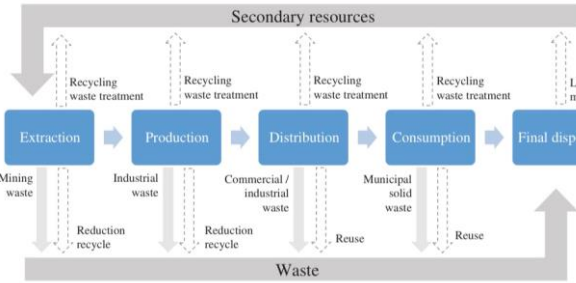 Secondary resources
Recycling
waste treatment
Recycling
waste treatment
Recycling
waste treatment
Recycling
waste treatment
Extraction
Production
Distribution
Consumption
Final
Mining
waste
Industrial
waste
Commercial /
industrial
waste
Municipal
solid
waste
Reduction
recycle
Reduction
recycle
Reuse
Reuse
Waste